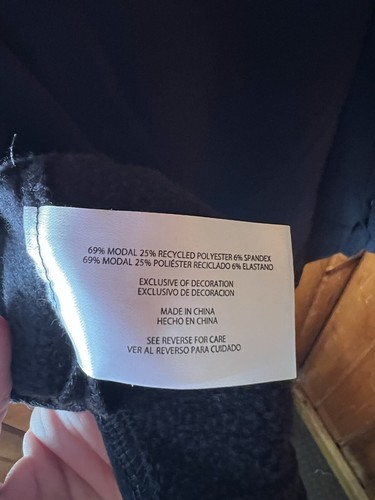 69% MODAL 25% RECYCLED POLYESTER 6% SPANDEX
69% MODAL 25% POLIÉSTER RECICLADO 6% ELASTANO
EXCLUSIVE OF DECORATION
EXCLUSIVO DE DECORACION
MADE IN CHINA
HECHO EN CHINA
SEE REVERSE FOR CARE
VER AL REVERSO PARA CUIDADO